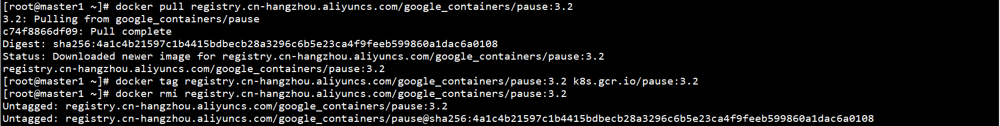 [root@master1 ~]# docker pull registry.cn-hangzhou.aliyuncs.com/google_containers/pause:3.2
3.2: Pulling from google_containers/pause
c74f8866df09: Pull complete
Digest: sha256:4a1c4b21597c1b4415bdbecb28a3296c6b5e23ca4f9feeb599860a1dac6a0108
Status: Downloaded newer image for registry.cn-hangzhou.aliyuncs.com/google_containers/pause:3.2
registry.cn-hangzhou.aliyuncs.com/google_containers/pause:3.2
[root@master1 ~]# docker tag registry.cn-hangzhou.aliyuncs.com/google_containers/pause:3.2 k8s.gcr.io/pause:3.2
[root@master1 ~]# docker rmi registry.cn-hangzhou.aliyuncs.com/google_containers/pause:3.2
Untagged: registry.cn-hangzhou.aliyuncs.com/google_containers/pause:3.2
Untagged: registry.cn-hangzhou.aliyuncs.com/google_containers/pause@sha256:4a1c4b21597c1b4415bdbecb28a3296c6b5e23ca4f9feeb599860a1dac6a0108